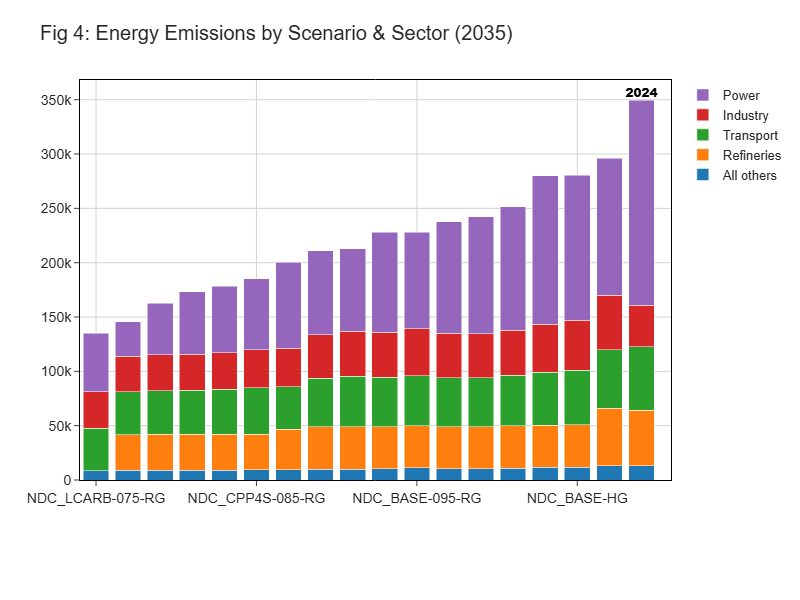 Fig 4: Energy Emissions by Scenario & Sector (2035)
350k
300k
250k
200k
150k
100k
50k
0
2024
NDC_LCARB-075-RG
NDC_CPP4S-085-RG
NDC_BASE-095-RG
NDC_BASE-HG
Power
Industry
Transport
Refineries
All others